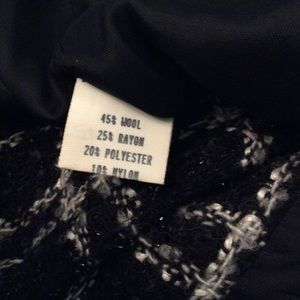 45% WOOL
25% RAYON
20% POLYESTER
10% NYLON